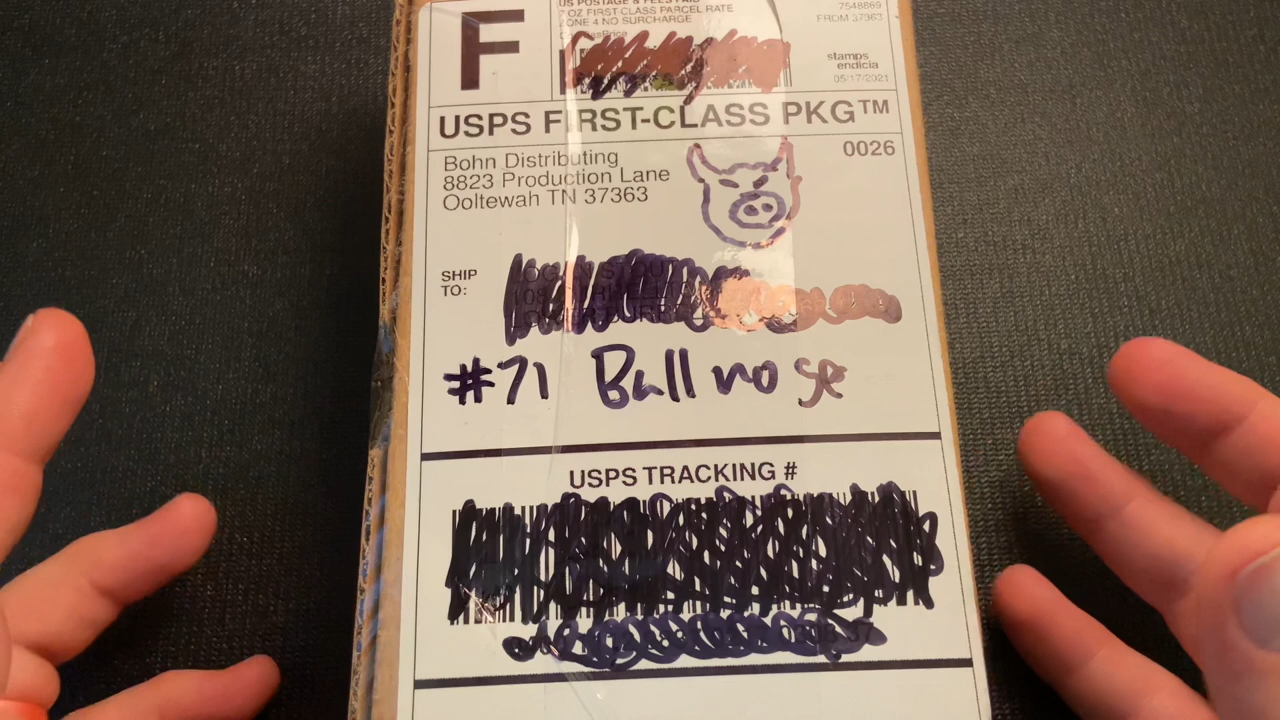 F
US POSTAGE & FEES PAID
OZ FIRST CLASS PARCEL RATE
ZONE 4 NO SURCHARGE
7548869
FROM 37363
stamps
endicia
05/17/2021
USPS FIRST-CLASS PKG™
Bohn Distributing
8823 Production Lane
Ooltewah TN 37363
0026
SHIP
TO:
#71 Bull nose
USPS TRACKING #